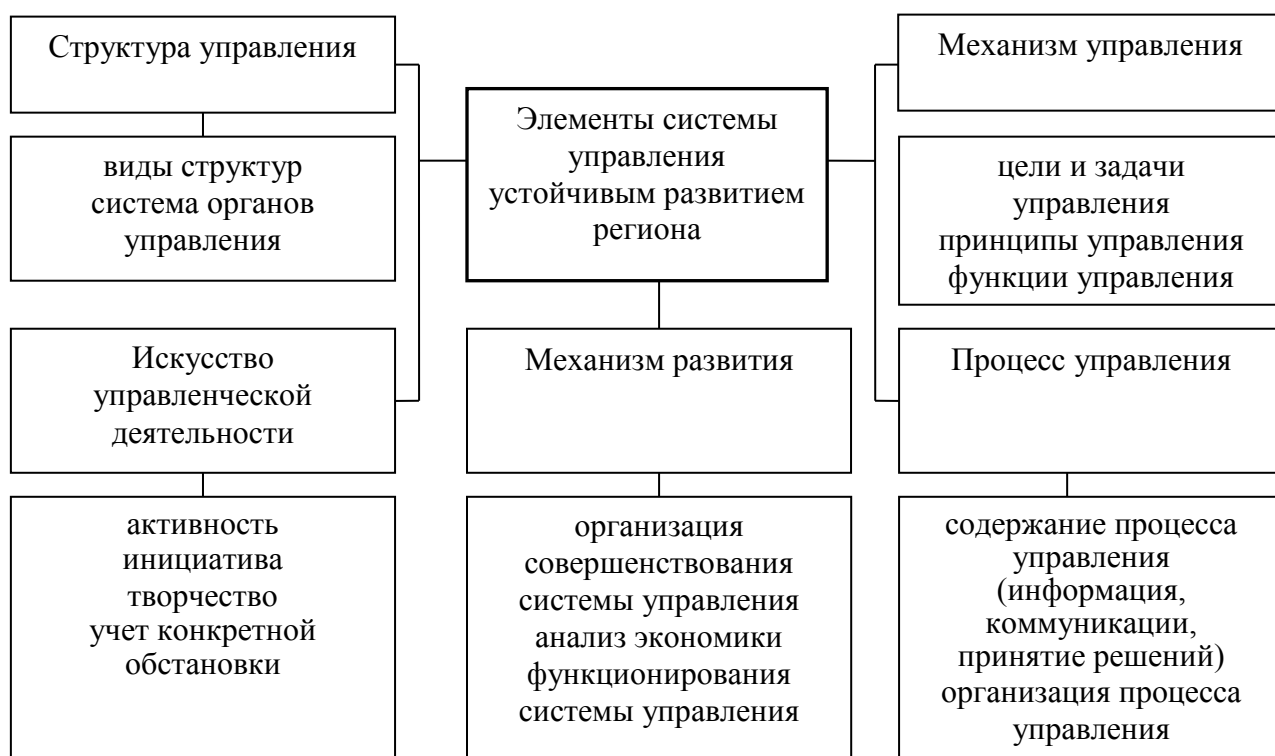 Структура управления
виды структур
система органов
управления
Искусство
управленческой
деятельности
активность
инициатива
творчество
учет конкретной
обстановки
Элементы системы
управления
устойчивым развитием
региона
Механизм развития
организация
совершенствования
системы управления
анализ экономики
функционирования
системы управления
Механизм управления
цели и задачи
управления
принципы управления
функции управления
Процесс управления
содержание процесса
управления
(информация,
коммуникации,
принятие решений)
организация процесса
управления